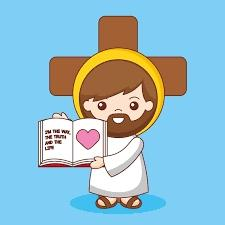 I'M THE WAY,
THE TRUTH
AND THE
LIFE